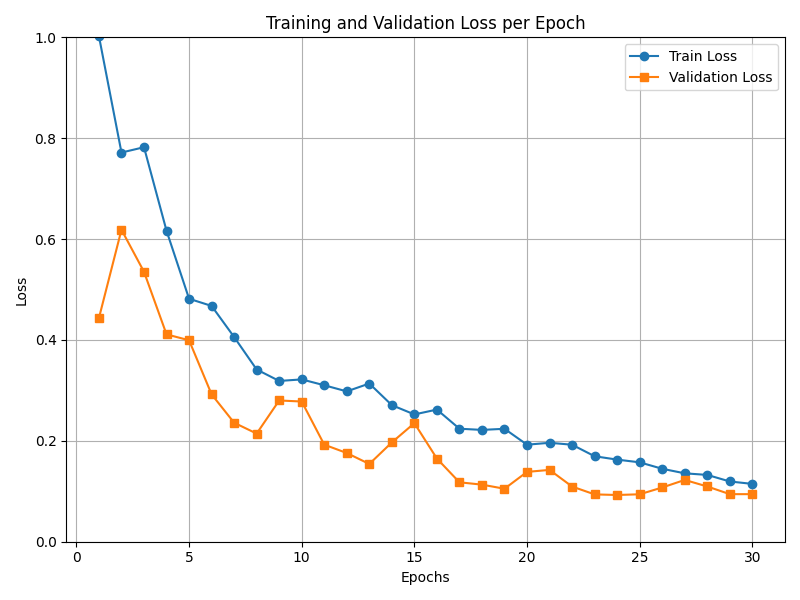 Training and Validation Loss per Epoch
Train Loss
Validation Loss
1.0
0.8
0.6
0.4
0.2
0.0
Loss
0 5 10 15 20 25 30
Epochs